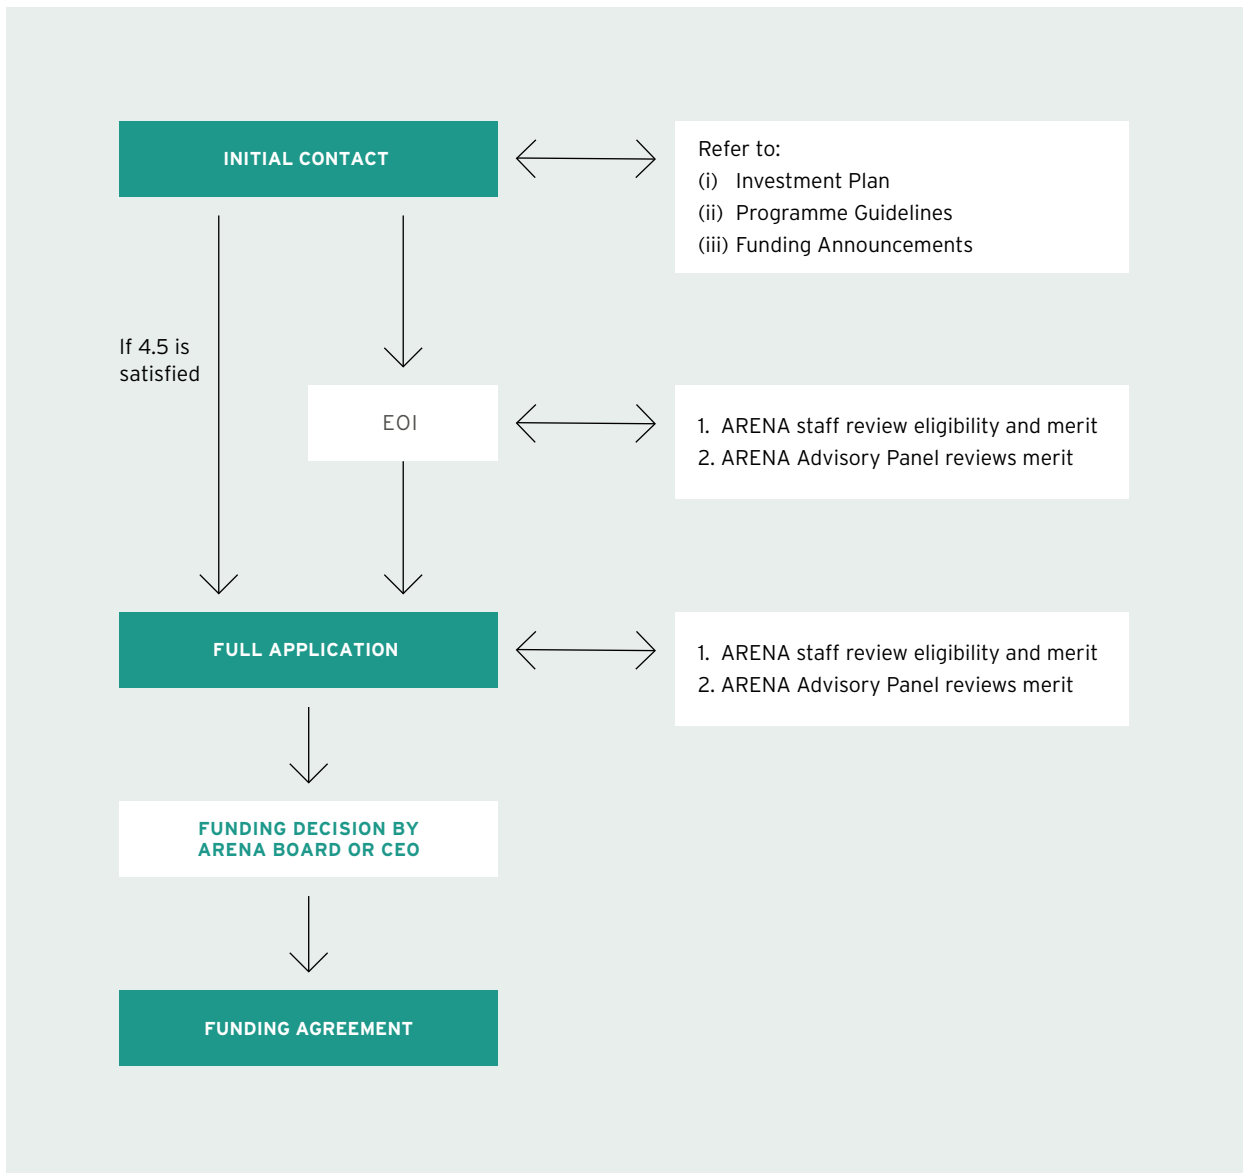 INITIAL CONTACT
Refer to:
(i) Investment Plan
(ii) Programme Guidelines
(iii) Funding Announcements
If 4.5 is
satisfied
EOI
1. ARENA staff review eligibility and merit
2. ARENA Advisory Panel reviews merit
FULL APPLICATION
1. ARENA staff review eligibility and merit
2. ARENA Advisory Panel reviews merit
FUNDING DECISION BY
ARENA BOARD OR CEO
FUNDING AGREEMENT